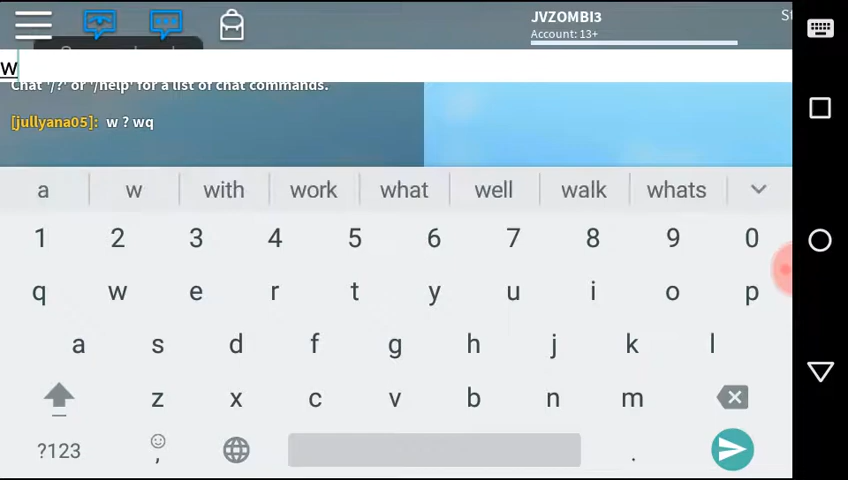 JVZOMBI3
St
Account: 13+
w
Chat '/?' or '/help' for a list of chat commands.
[jullyana05]: w ? wq
a w with work what well walk whats
1 2 3 4 5 6 7 8 9 0
q w e r t y u i o p
a s d f g h j k l
z x c v b n m
?123 , .